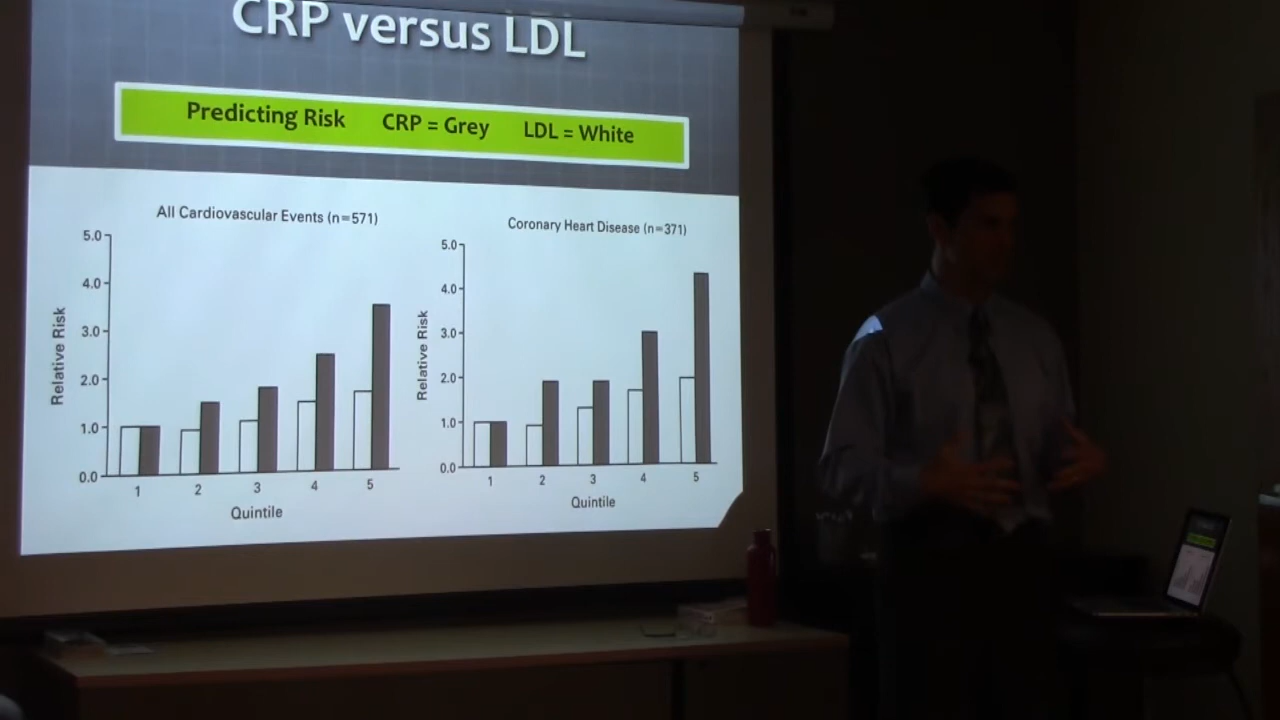 CRP versus LDL
Predicting Risk CRP = Grey LDL = White
All Cardiovascular Events (n=571)
5.0
4.0
3.0
2.0
1.0
0.0
Relative Risk
1 2 3 4 5
Quintile
Coronary Heart Disease (n=371)
5.0
4.0
3.0
2.0
1.0
0.0
Relative Risk
1 2 3 4 5
Quintile